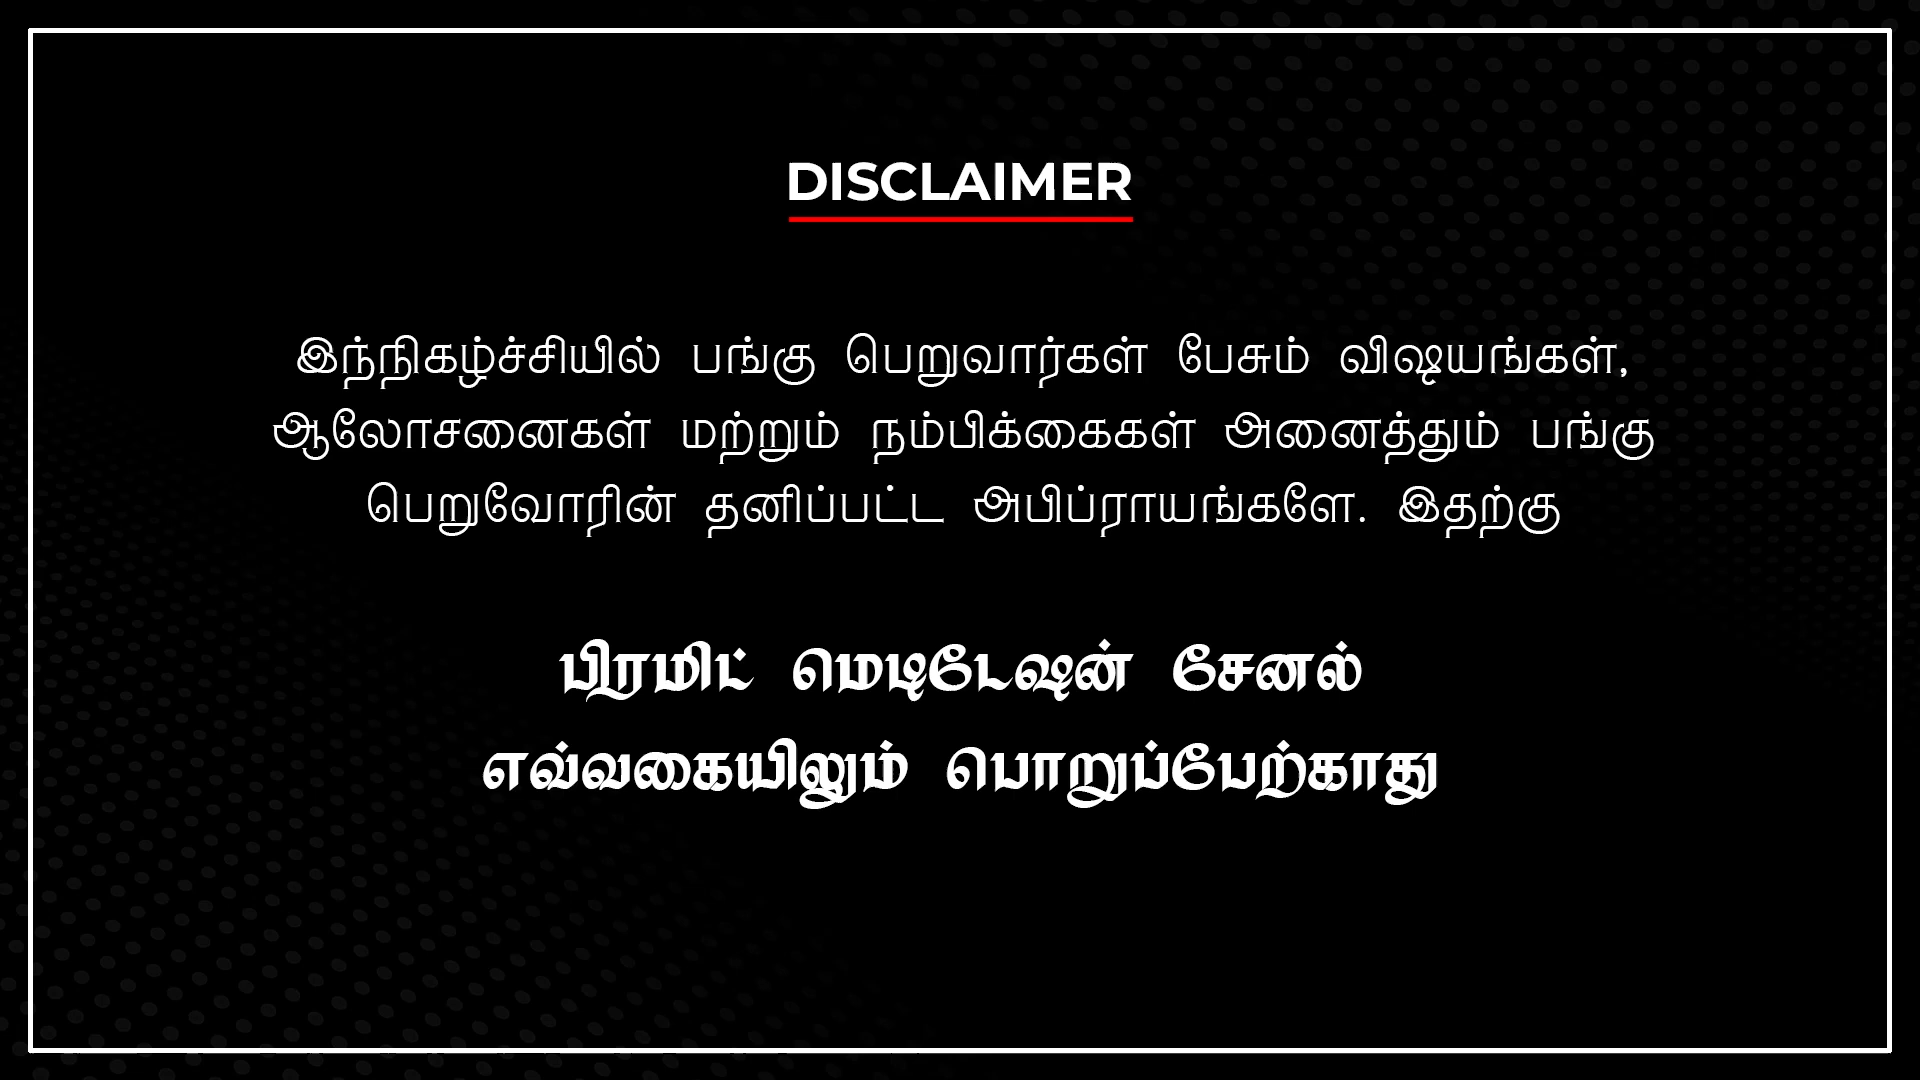 DISCLAIMER
இந்நிகழ்ச்சியில் பங்கு பெறுவார்கள் பேசும் விஷயங்கள்,
ஆலோசனைகள் மற்றும் நம்பிக்கைகள் அனைத்தும் பங்கு
பெறுவோரின் தனிப்பட்ட அபிப்ராயங்களே. இதற்கு
பிரமிட் மெடிடேஷன் சேனல்
எவ்வகையிலும் பொறுப்பேற்காது